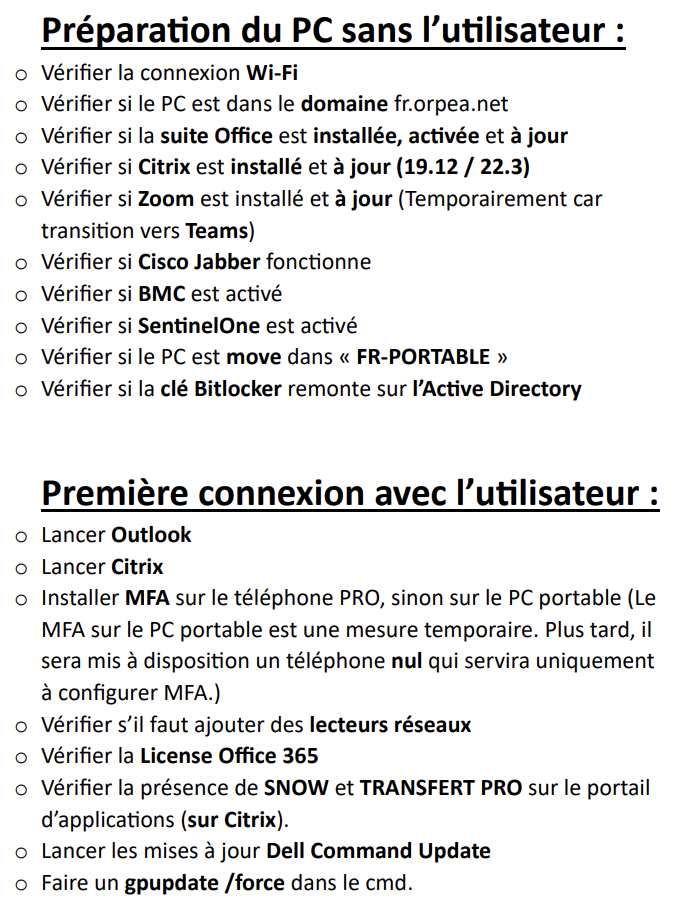 Préparation du PC sans l’utilisateur :
o Vérifier la connexion Wi-Fi
o Vérifier si le PC est dans le domaine fr.orpea.net
o Vérifier si la suite Office est installée, activée et à jour
o Vérifier si Citrix est installé et à jour (19.12 / 22.3)
o Vérifier si Zoom est installé et à jour (Temporairement car
transition vers Teams)
o Vérifier si Cisco Jabber fonctionne
o Vérifier si BMC est activé
o Vérifier si SentinelOne est activé
o Vérifier si le PC est move dans « FR-PORTABLE »
o Vérifier si la clé Bitlocker remonte sur l’Active Directory
Première connexion avec l’utilisateur :
o Lancer Outlook
o Lancer Citrix
o Installer MFA sur le téléphone PRO, sinon sur le PC portable (Le
MFA sur le PC portable est une mesure temporaire. Plus tard, il
sera mis à disposition un téléphone nul qui servira uniquement
à configurer MFA.)
o Vérifier s’il faut ajouter des lecteurs réseaux
o Vérifier la License Office 365
o Vérifier la présence de SNOW et TRANSFERT PRO sur le portail
d’applications (sur Citrix).
o Lancer les mises à jour Dell Command Update
o Faire un gpupdate /force dans le cmd.